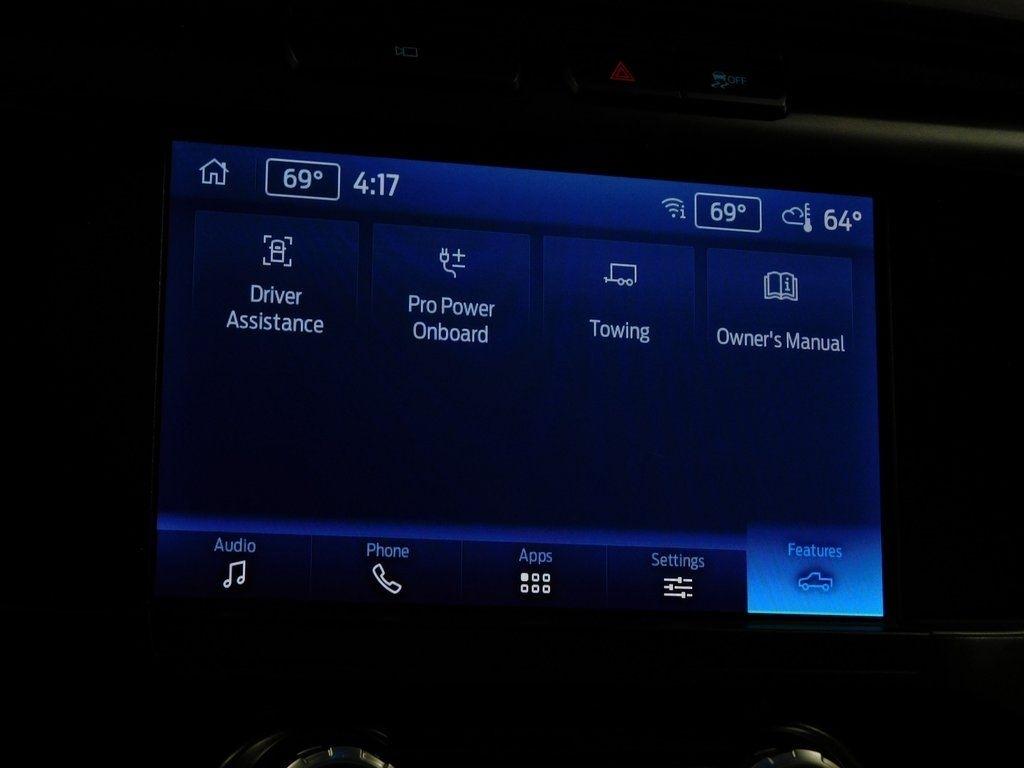 OFF
69° 4:17 69° 64°
Driver
Assistance
Pro Power
Onboard
Towing
Owner's Manual
Audio
Phone
Apps
Settings
Features